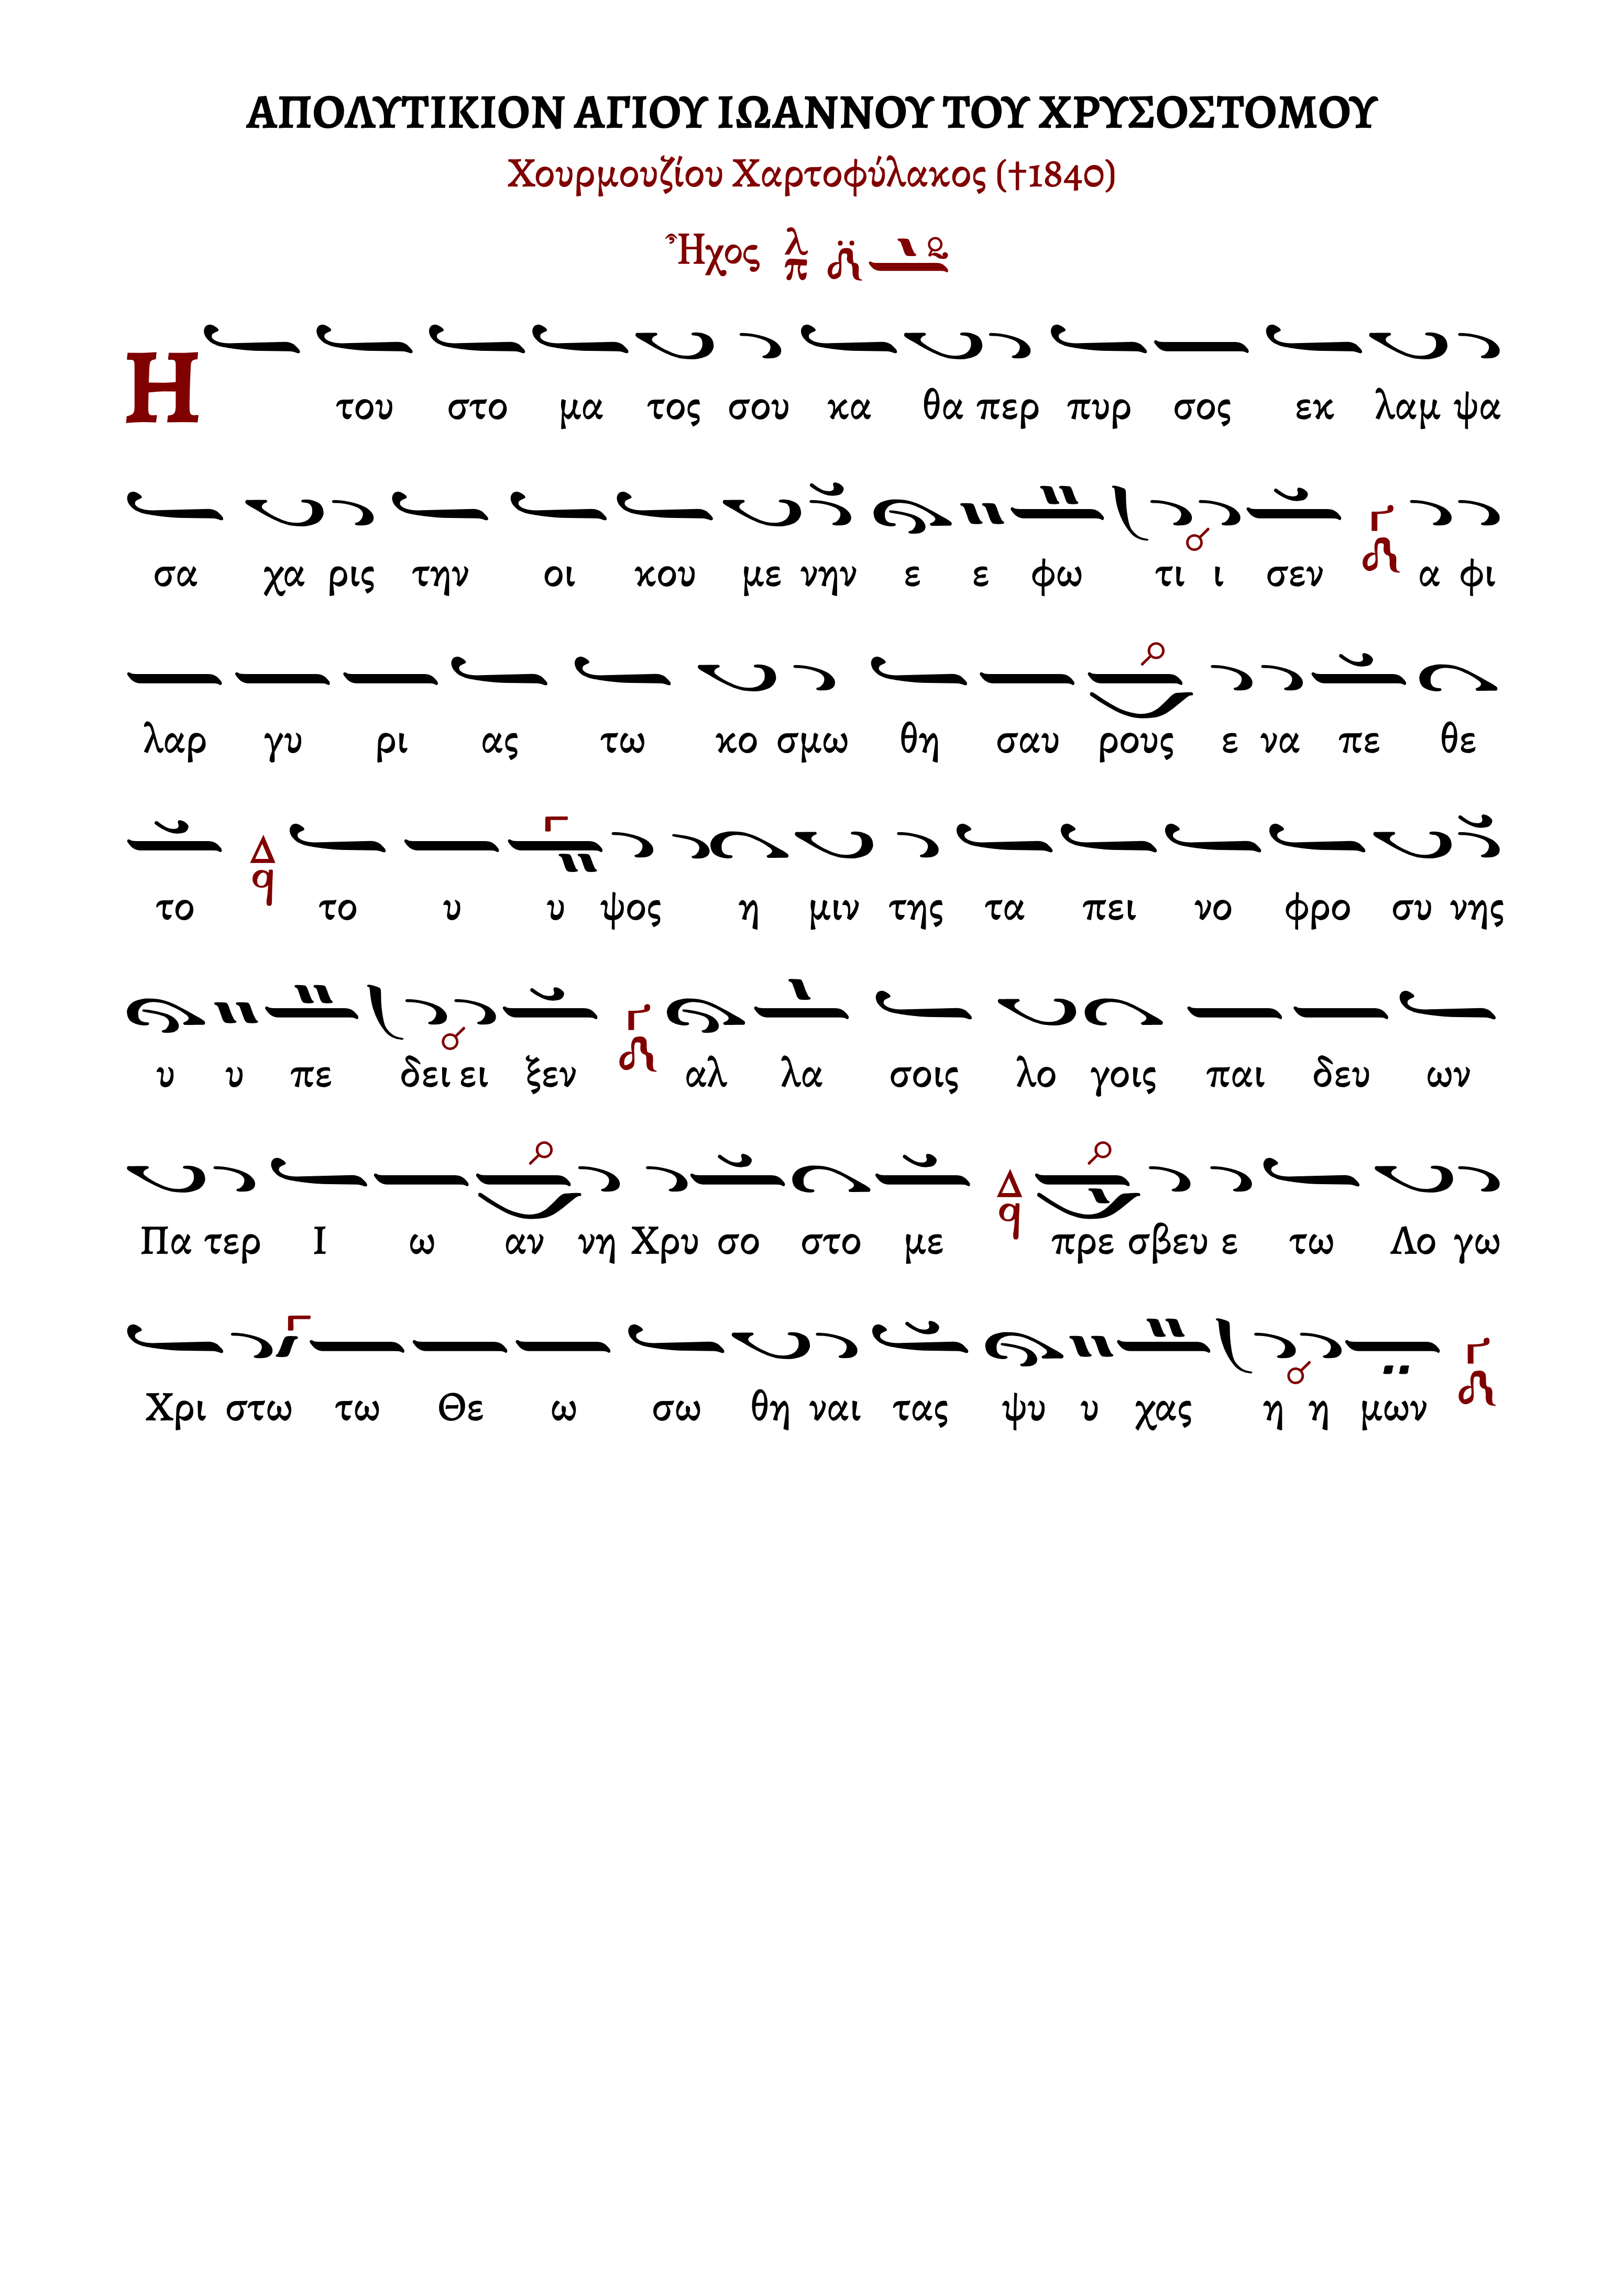 ΑΠΟΛΥΤΙΚΙΟΝ ΑΓΙΟΥ ΙΩΑΝΝΟΥ ΤΟΥ ΧΡΥΣΟΣΤΟΜΟΥ
Χουρμουζίου Χαρτοφύλακος (†1840)
Ἦχος λ π
Η του στο μα τος σου κα θα περ πυρ σος εκ λαμ ψα
σα χα ρις την οι κου με νην ε ε φω τι ι σεν α φι
λαρ γυ ρι ας τω κο σμω θη σαυ ρους ε να πε θε
το Δ q το υ υ ψος η μιν της τα πει νο φρο συ νης
υ υ πε δει ει ξεν αλ λα σοις λο γοις παι δευ ων
Πα τερ Ι ω αν νη Χρυ σο στο με Δ q πρε σβευ ε τω Λο γω
Χρι στω τω Θε ω σω θη ναι τας ψυ υ χας η η μων